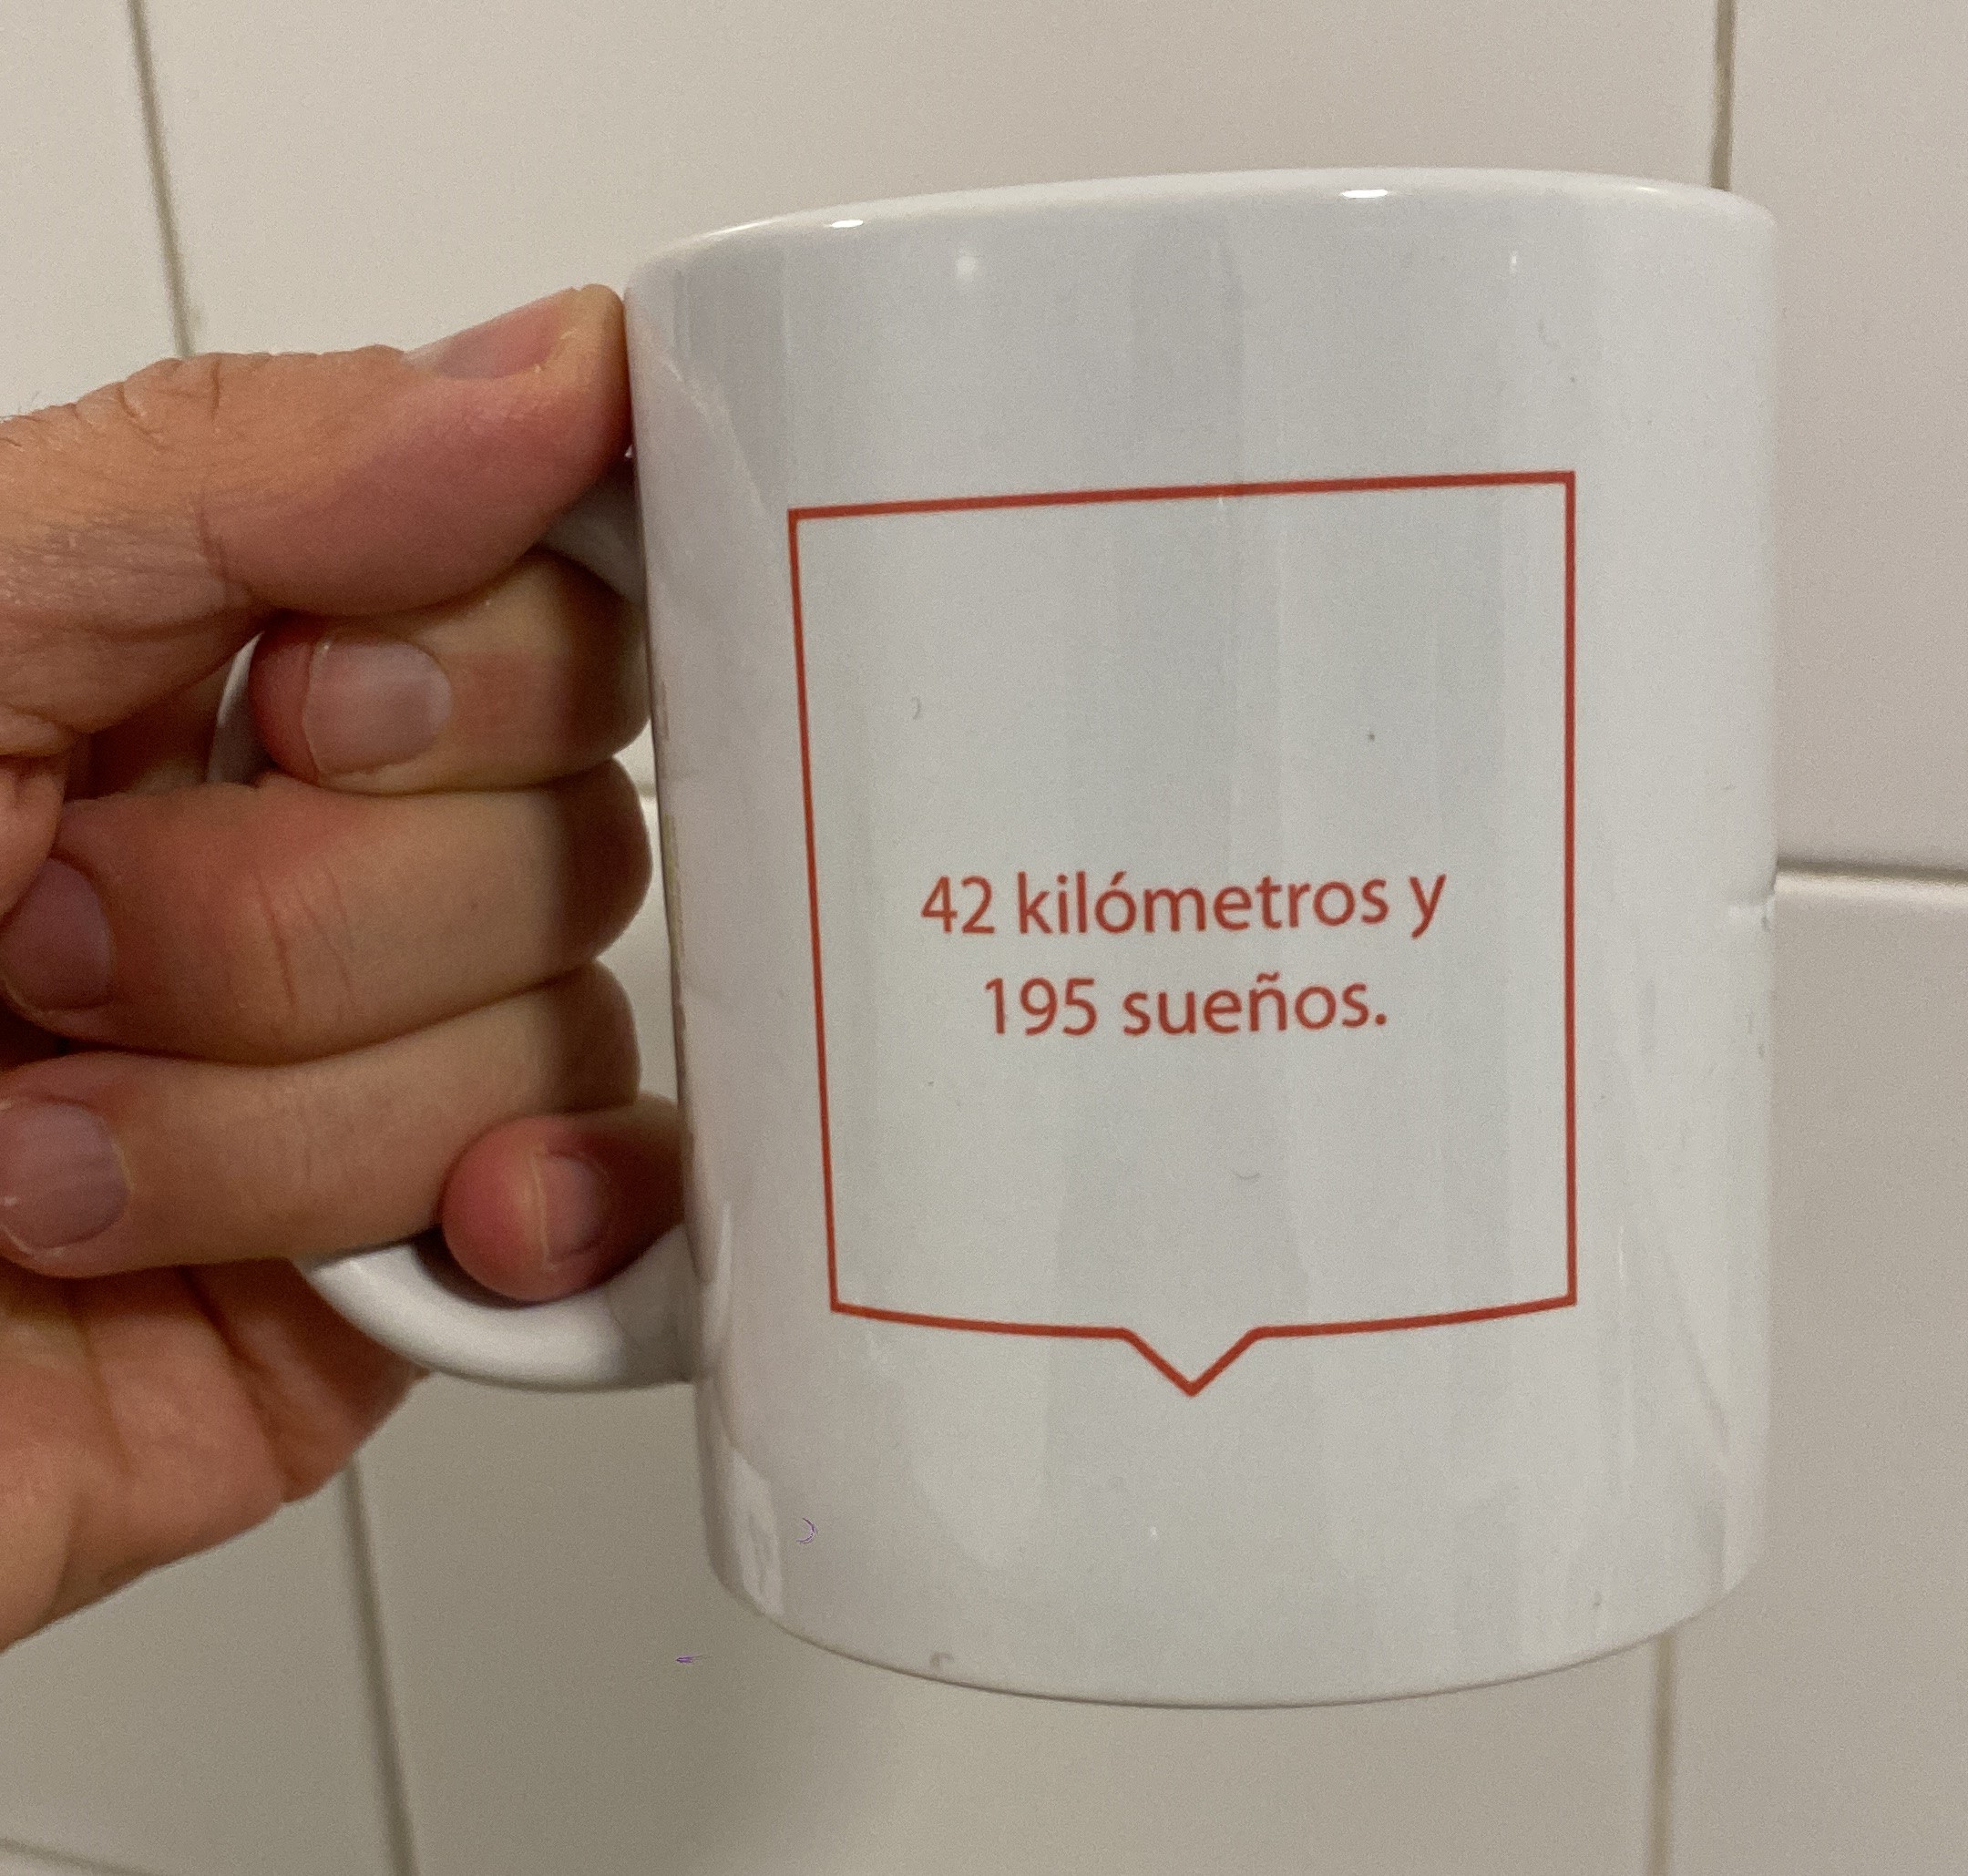 42 kilómetros y
195 sueños.